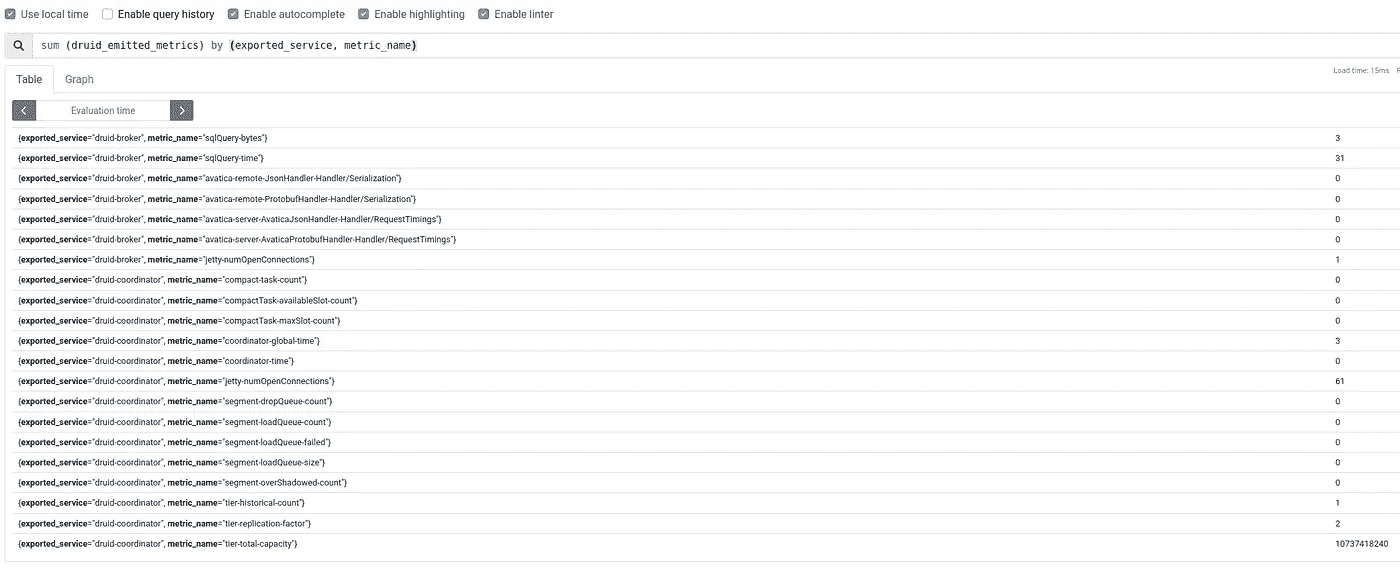 Use local time Enable query history Enable autocomplete Enable highlighting Enable linter
sum (druid_emitted_metrics) by (exported_service, metric_name)
Table Graph Load time: 15ms
Evaluation time
{exported_service="druid-broker", metric_name="sqlQuery-bytes"} 3
{exported_service="druid-broker", metric_name="sqlQuery-time"} 31
{exported_service="druid-broker", metric_name="avatica-remote-JsonHandler-Handler/Serialization"} 0
{exported_service="druid-broker", metric_name="avatica-remote-ProtobufHandler-Handler/Serialization"} 0
{exported_service="druid-broker", metric_name="avatica-server-AvaticaJsonHandler-Handler/RequestTimings"} 0
{exported_service="druid-broker", metric_name="avatica-server-AvaticaProtobufHandler-Handler/RequestTimings"} 0
{exported_service="druid-broker", metric_name="jetty-numOpenConnections"} 1
{exported_service="druid-coordinator", metric_name="compact-task-count"} 0
{exported_service="druid-coordinator", metric_name="compactTask-availableSlot-count"} 0
{exported_service="druid-coordinator", metric_name="compactTask-maxSlot-count"} 0
{exported_service="druid-coordinator", metric_name="coordinator-global-time"} 3
{exported_service="druid-coordinator", metric_name="coordinator-time"} 0
{exported_service="druid-coordinator", metric_name="jetty-numOpenConnections"} 61
{exported_service="druid-coordinator", metric_name="segment-dropQueue-count"} 0
{exported_service="druid-coordinator", metric_name="segment-loadQueue-count"} 0
{exported_service="druid-coordinator", metric_name="segment-loadQueue-failed"} 0
{exported_service="druid-coordinator", metric_name="segment-loadQueue-size"} 0
{exported_service="druid-coordinator", metric_name="segment-overShadowed-count"} 0
{exported_service="druid-coordinator", metric_name="tier-historical-count"} 1
{exported_service="druid-coordinator", metric_name="tier-replication-factor"} 2
{exported_service="druid-coordinator", metric_name="tier-total-capacity"} 10737418240